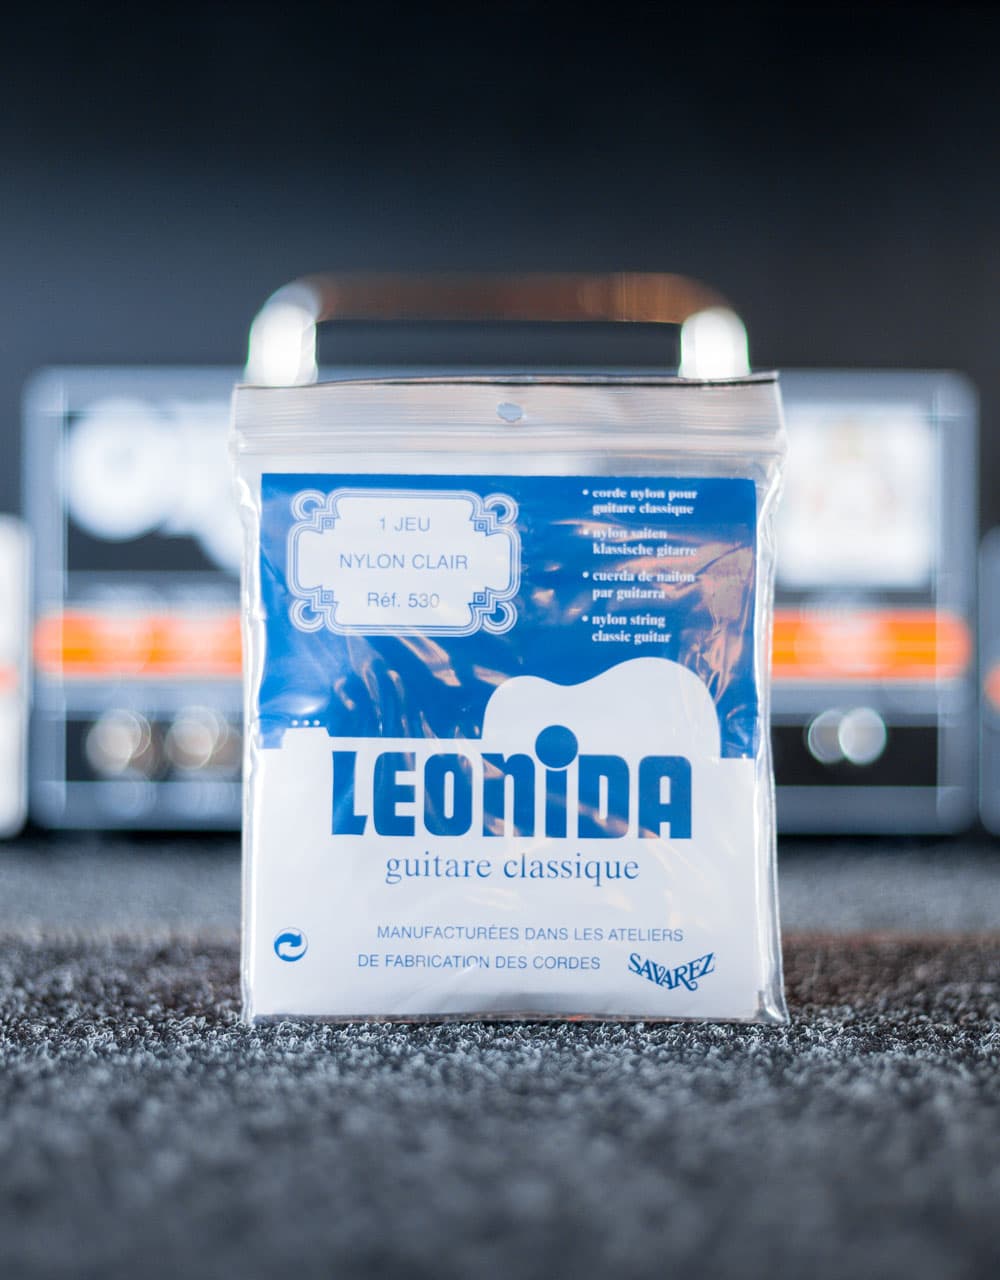 1 JEU
NYLON CLAIR
Réf. 530
• corde nylon pour
guitare classique
• nylon saiten
klassische gitarre
• cuerda de nailon
par guitarra
• nylon string
classic guitar
LEONiDA
guitare classique
MANUFACTURÉES DANS LES ATELIERS
DE FABRICATION DES CORDES
SAVAREZ